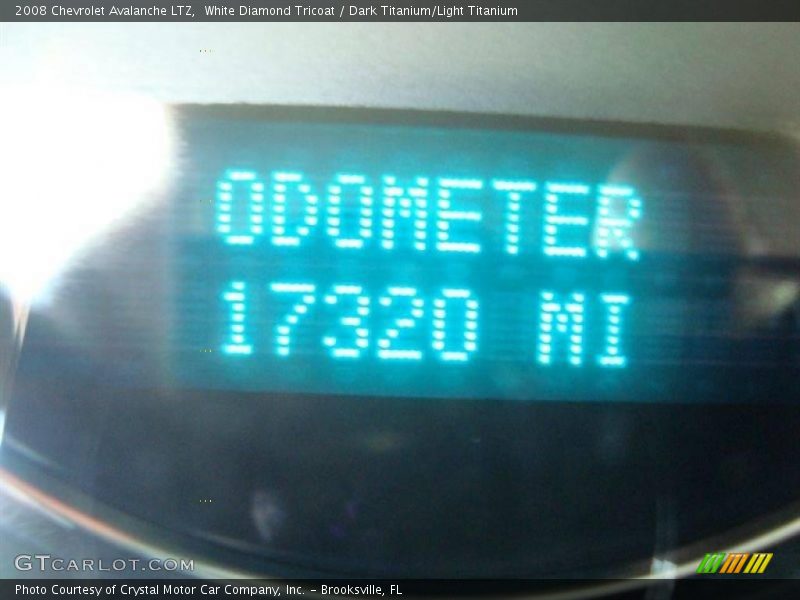 2008 Chevrolet Avalanche LTZ,  White Diamond Tricoat / Dark Titanium/Light Titanium
ODOMETER
17320 MI
GTCARLOT.COM
Photo Courtesy of Crystal Motor Car Company, Inc. – Brooksville, FL